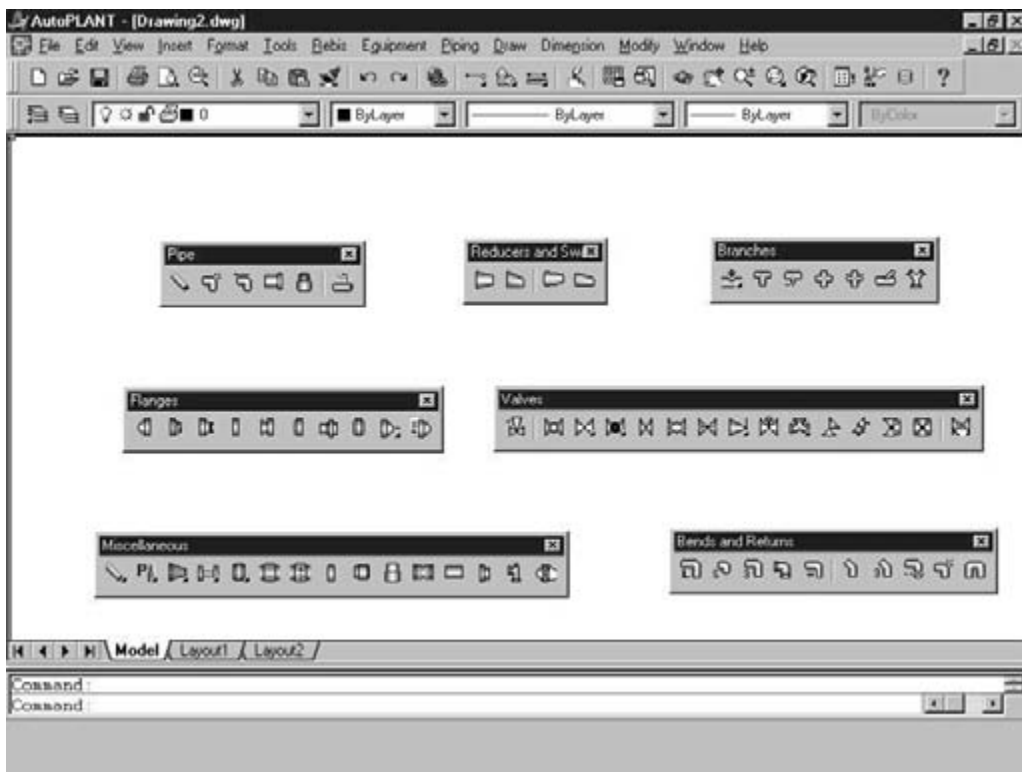 AutoPLANT - [Drawing2.dwg]
File Edit View Insert Format Tools Rebis Equipment Piping Draw Dimension Modify Window Help
0 ByLayer ByLayer ByLayer ByColor
Pipe Reducers and Sw Branches
Flanges Valves
Miscellaneous Bends and Returns
Model Layout1 Layout2
Command:
Command: